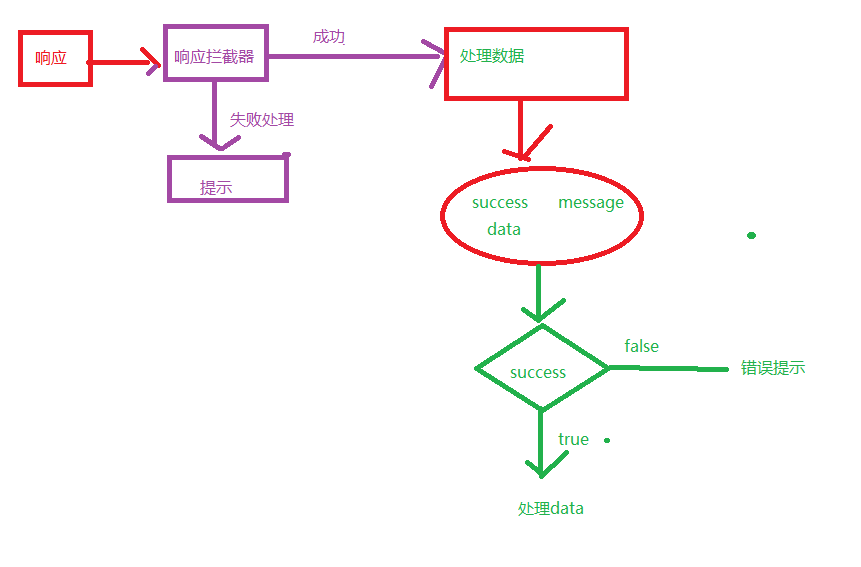 响应
响应拦截器
成功
处理数据
失败处理
提示
success message
data
success
false
错误提示
true
处理data